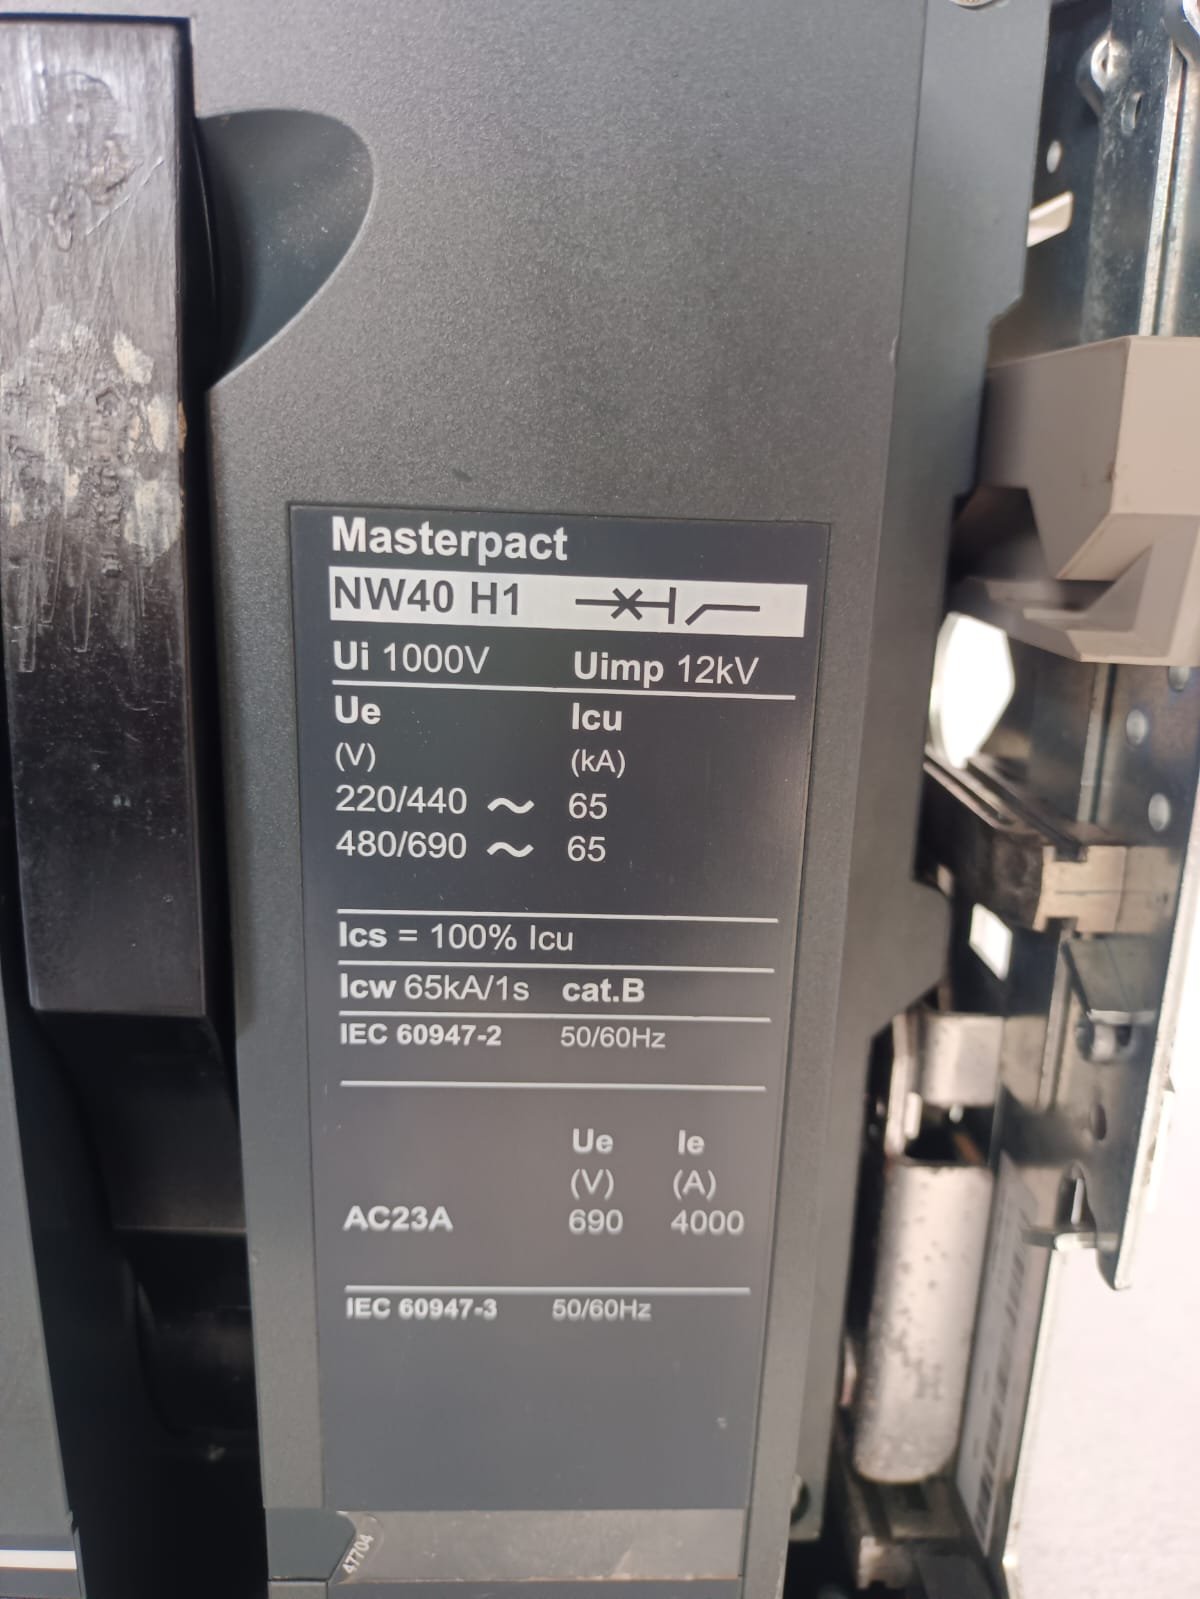 Masterpact
NW40 H1
Ui 1000V Uimp 12kV
Ue Icu
(V) (kA)
220/440 ~ 65
480/690 ~ 65
Ics = 100% Icu
Icw 65kA/1s cat.B
IEC 60947-2 50/60Hz
Ue Ie
(V) (A)
AC23A 690 4000
IEC 60947-3 50/60Hz
47704